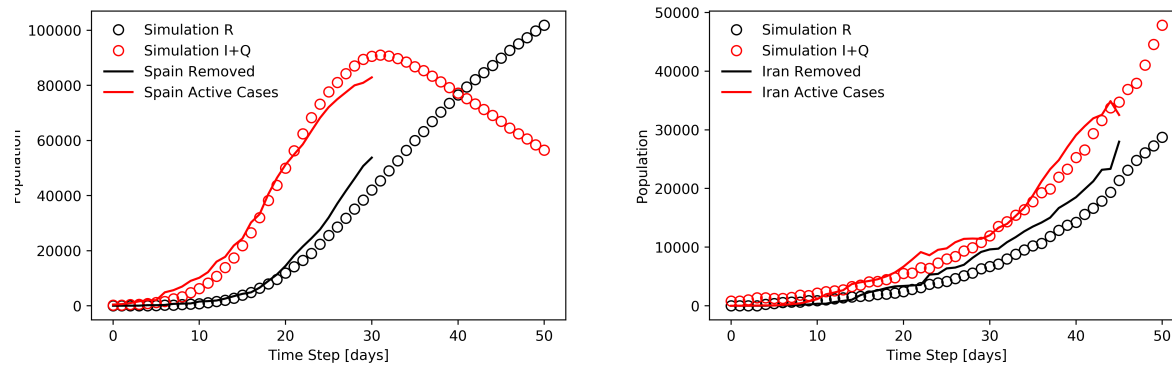 Simulation R
Simulation I+Q
Spain Removed
Spain Active Cases
100000
80000
60000
40000
20000
0
Population
0 10 20 30 40 50
Time Step [days]
Simulation R
Simulation I+Q
Iran Removed
Iran Active Cases
50000
40000
30000
20000
10000
0
Population
0 10 20 30 40 50
Time Step [days]